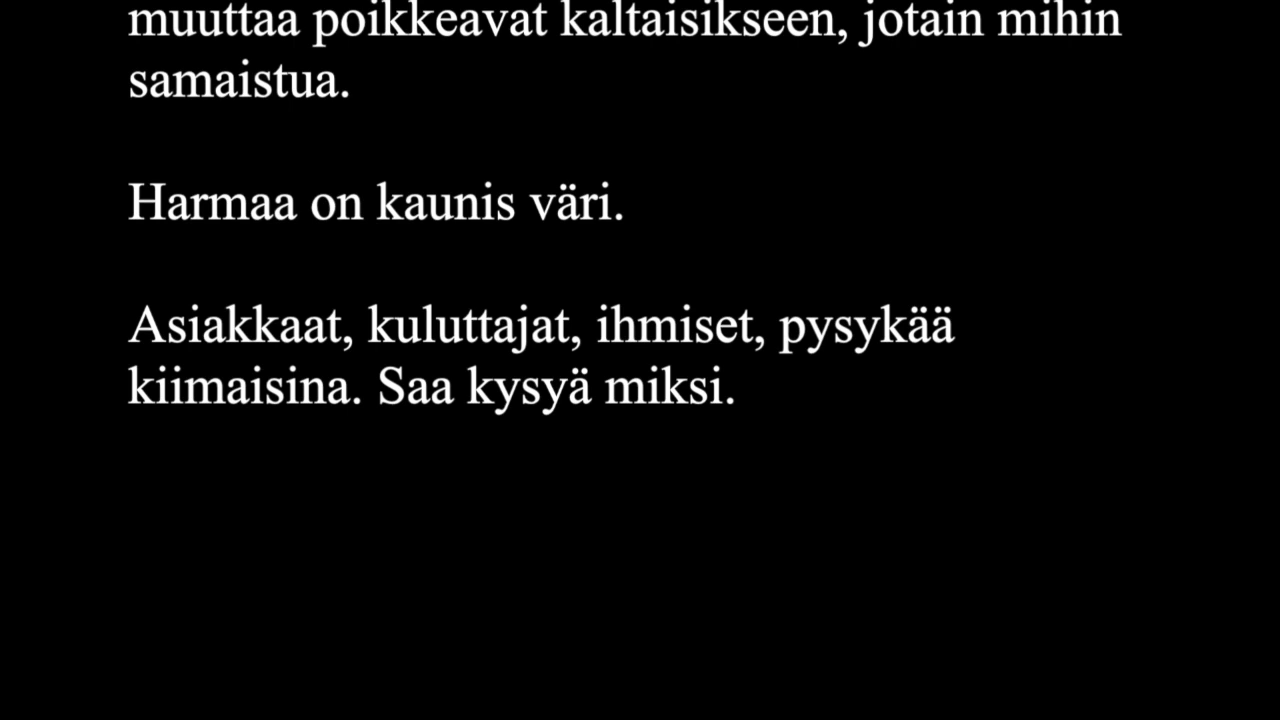 muuttaa poikkeavat kaltaisikseen, jotain mihin
samaistua.
Harmaa on kaunis väri.
Asiakkaat, kuluttajat, ihmiset, pysykää
kiimaisina. Saa kysyä miksi.